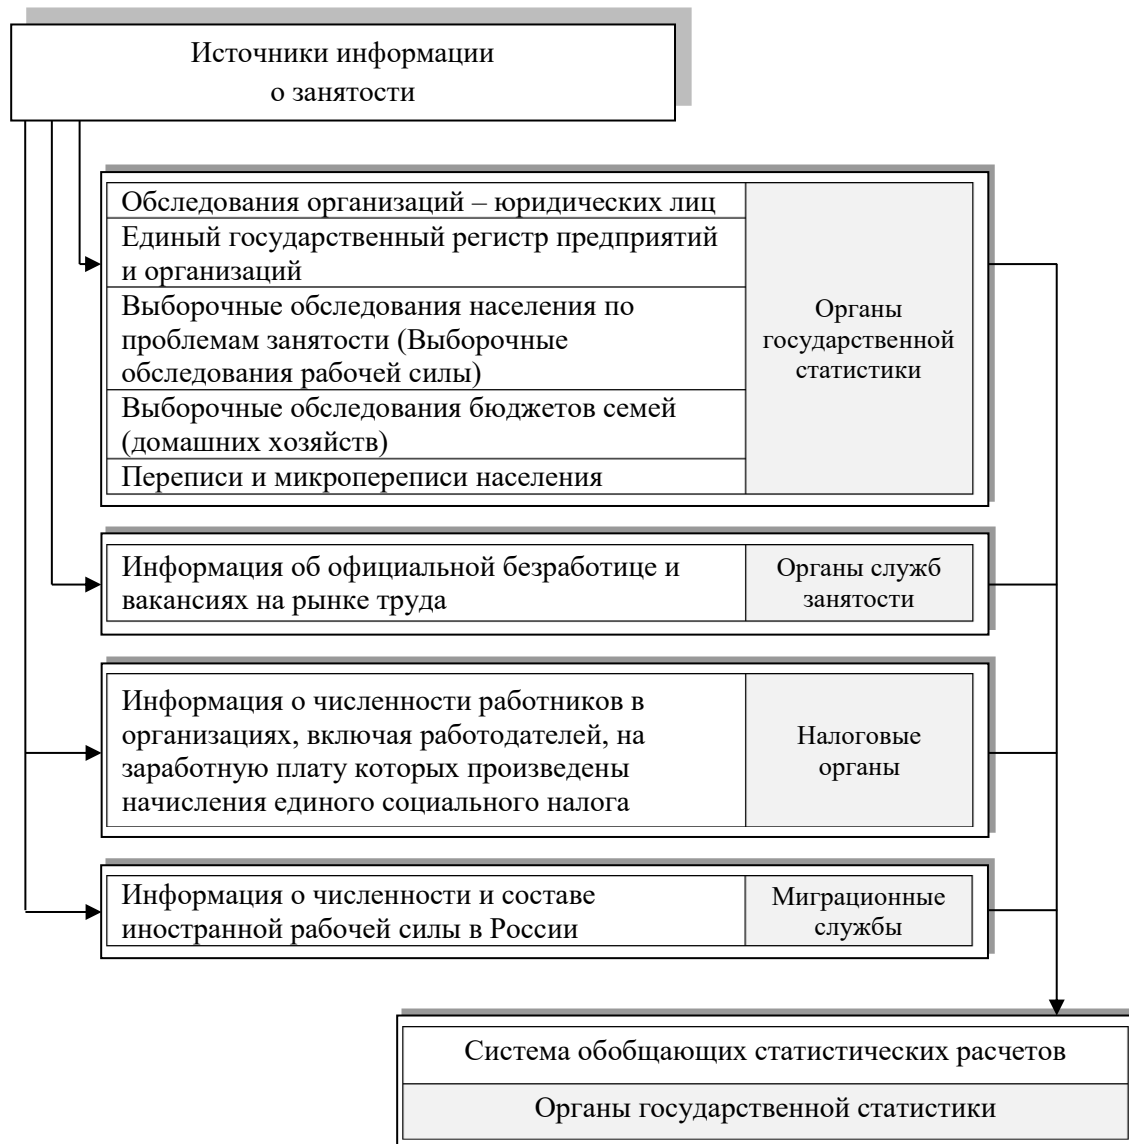 Источники информации
о занятости
Обследования организаций – юридических лиц
Единый государственный регистр предприятий
и организаций
Выборочные обследования населения по
проблемам занятости (Выборочные
обследования рабочей силы)
Выборочные обследования бюджетов семей
(домашних хозяйств)
Переписи и микропереписи населения
Органы
государственной
статистики
Информация об официальной безработице и
вакансиях на рынке труда
Органы служб
занятости
Информация о численности работников в
организациях, включая работодателей, на
заработную плату которых произведены
начисления единого социального налога
Налоговые
органы
Информация о численности и составе
иностранной рабочей силы в России
Миграционные
службы
Система обобщающих статистических расчетов
Органы государственной статистики